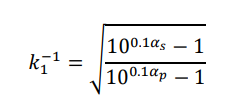 $$k_1^{-1} = \sqrt{\frac{10^{0.1\alpha_s} - 1}{10^{0.1\alpha_p} - 1}}$$